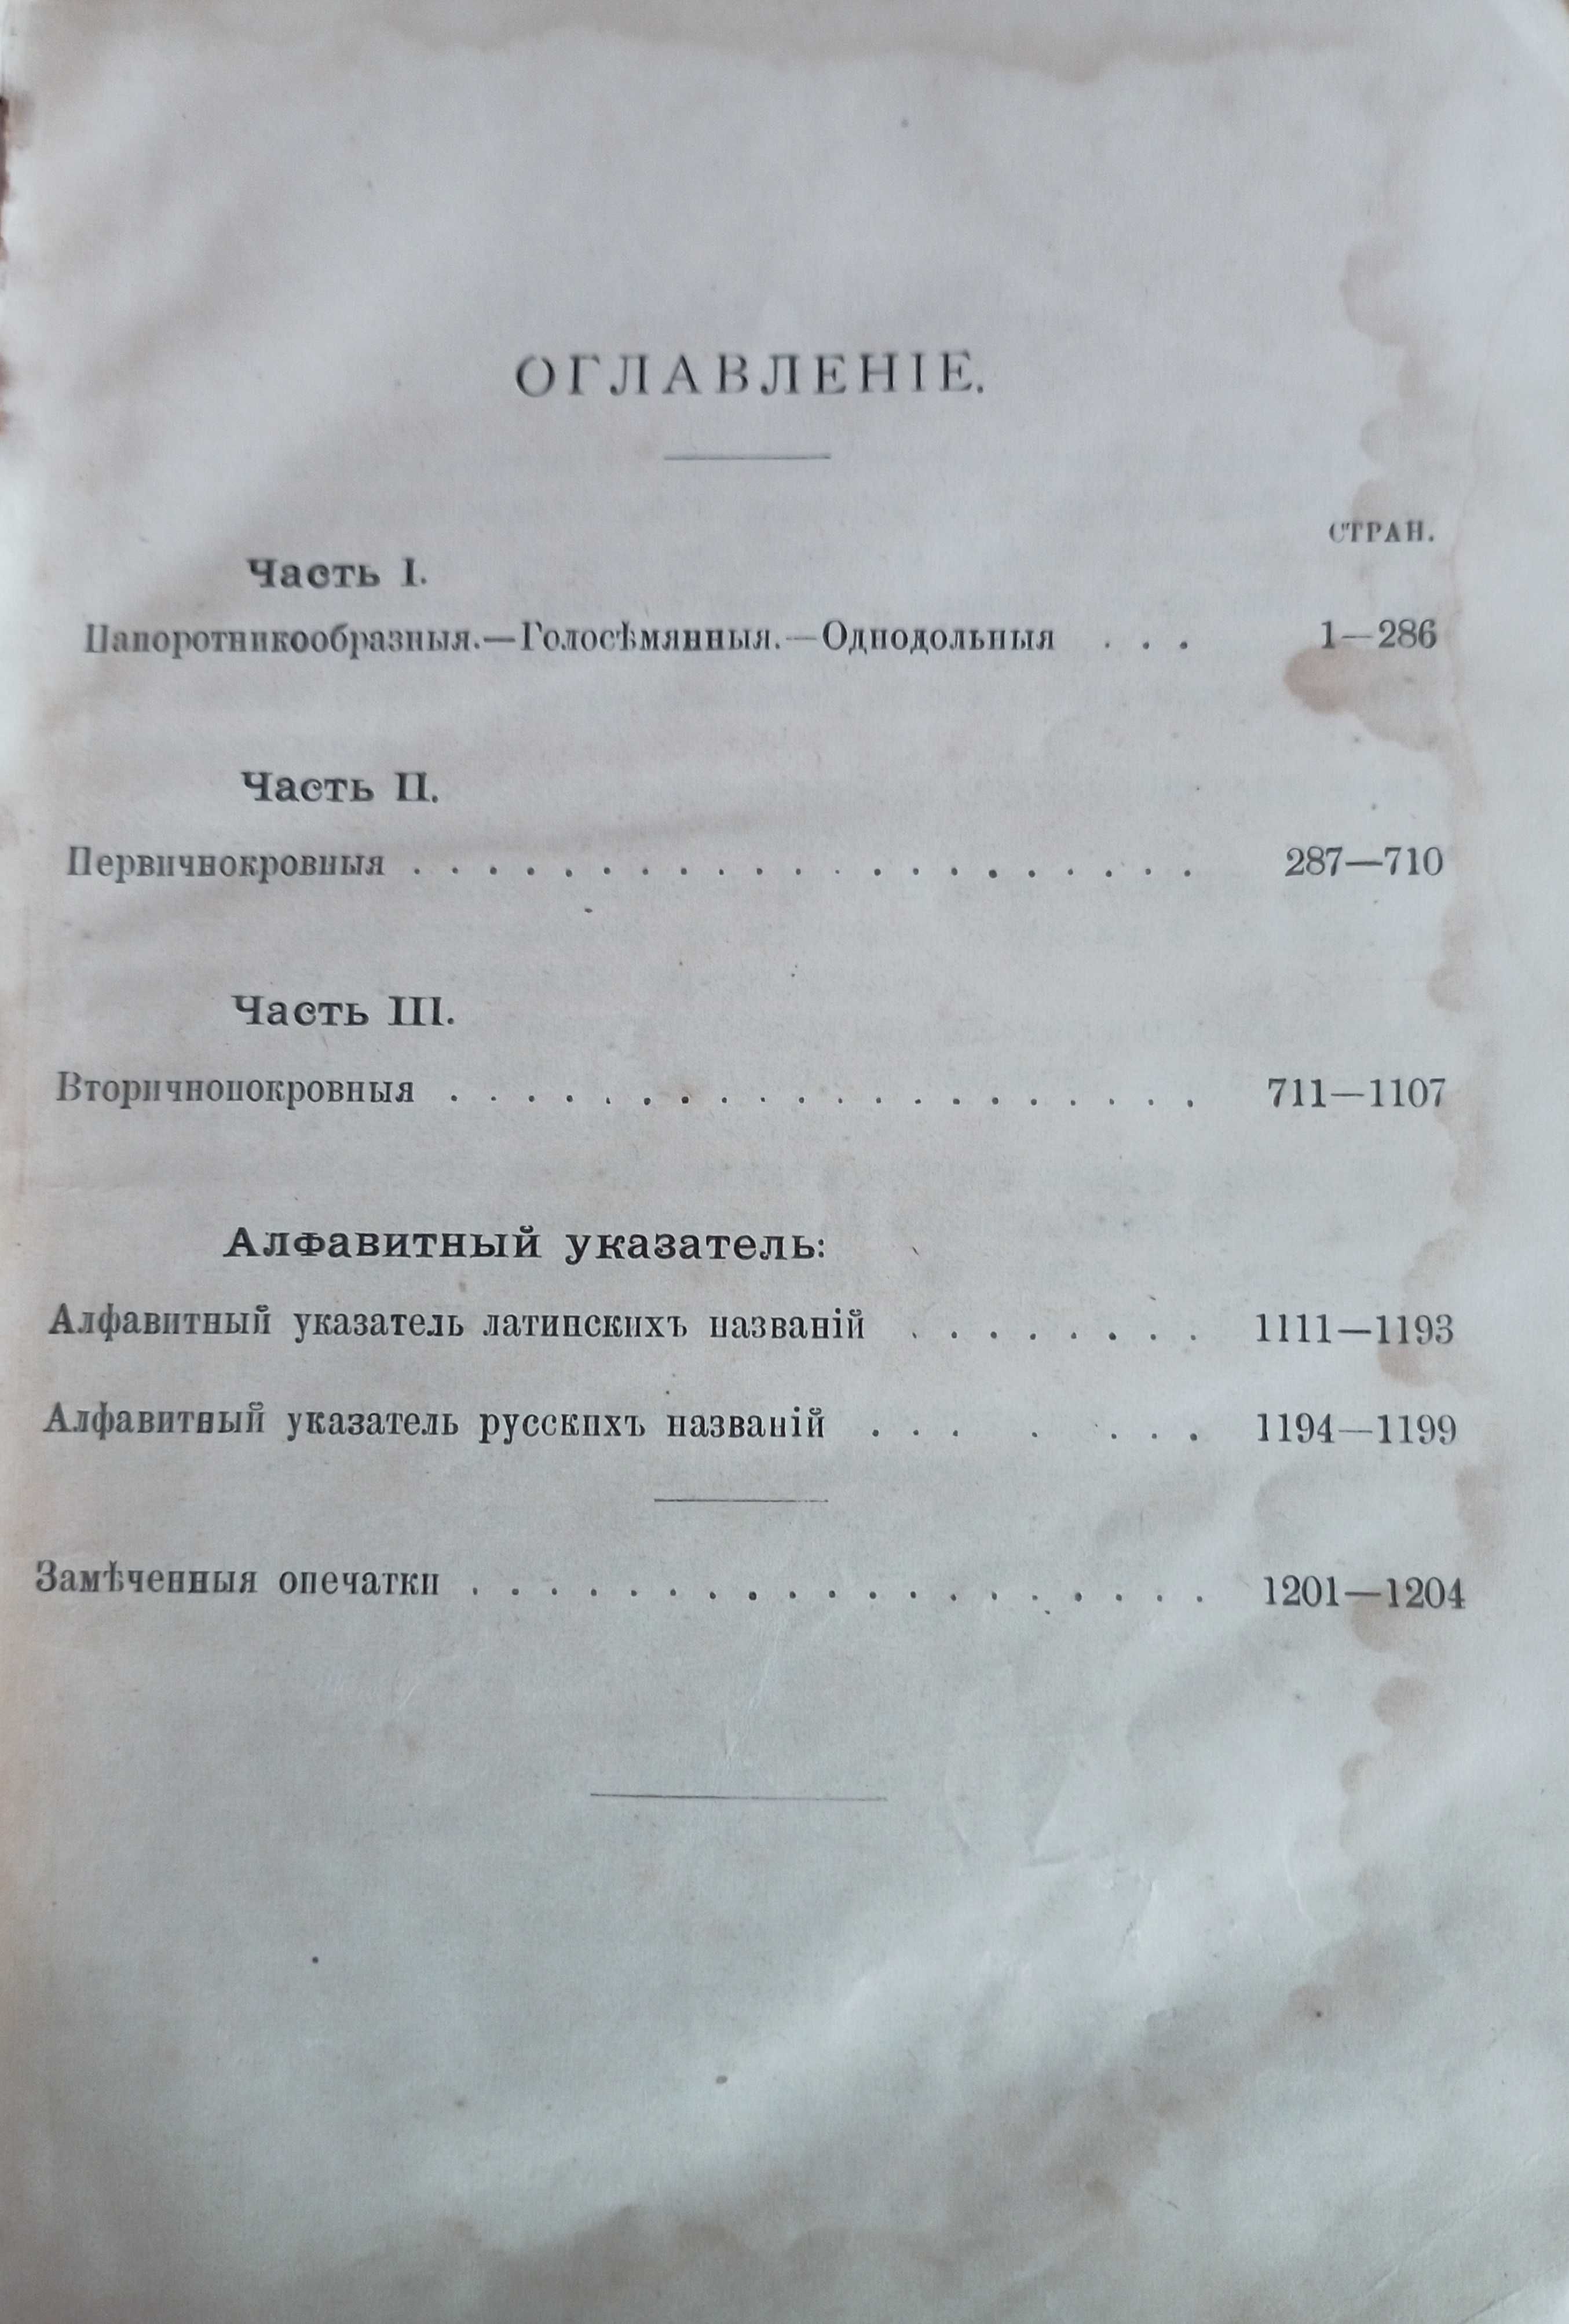 ОГЛАВЛЕНІЕ.
СТРАН.
Часть I.
Папоротникообразныя.—Голосѣмянныя.—Однодольныя . . . 1—286
Часть II.
Первичнокровныя . . . . . . . . . . . . . . . . . . . . . 287—710
Часть III.
Вторичнопокровныя . . . . . . . . . . . . . . . . . . . . 711—1107
Алфавитный указатель:
Алфавитный указатель латинскихъ названій . . . . . . . . 1111—1193
Алфавитный указатель русскихъ названій . . . . . . . 1194—1199
Замѣченныя опечатки . . . . . . . . . . . . . . . . . . . 1201—1204